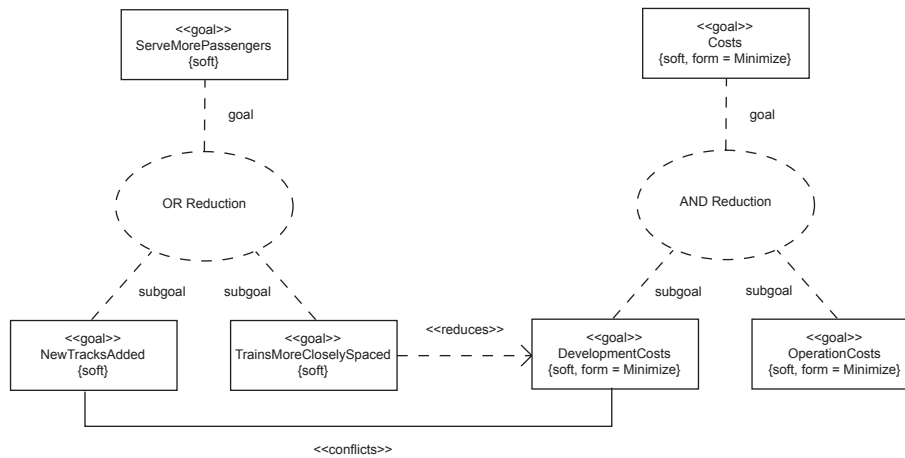 <<goal>>
ServeMorePassengers
{soft}
<<goal>>
Costs
{soft, form = Minimize}
goal
goal
OR Reduction
AND Reduction
subgoal
subgoal
subgoal
subgoal
<<goal>>
NewTracksAdded
{soft}
<<goal>>
TrainsMoreCloselySpaced
{soft}
<<reduces>>
<<goal>>
DevelopmentCosts
{soft, form = Minimize}
<<goal>>
OperationCosts
{soft, form = Minimize}
<<conflicts>>